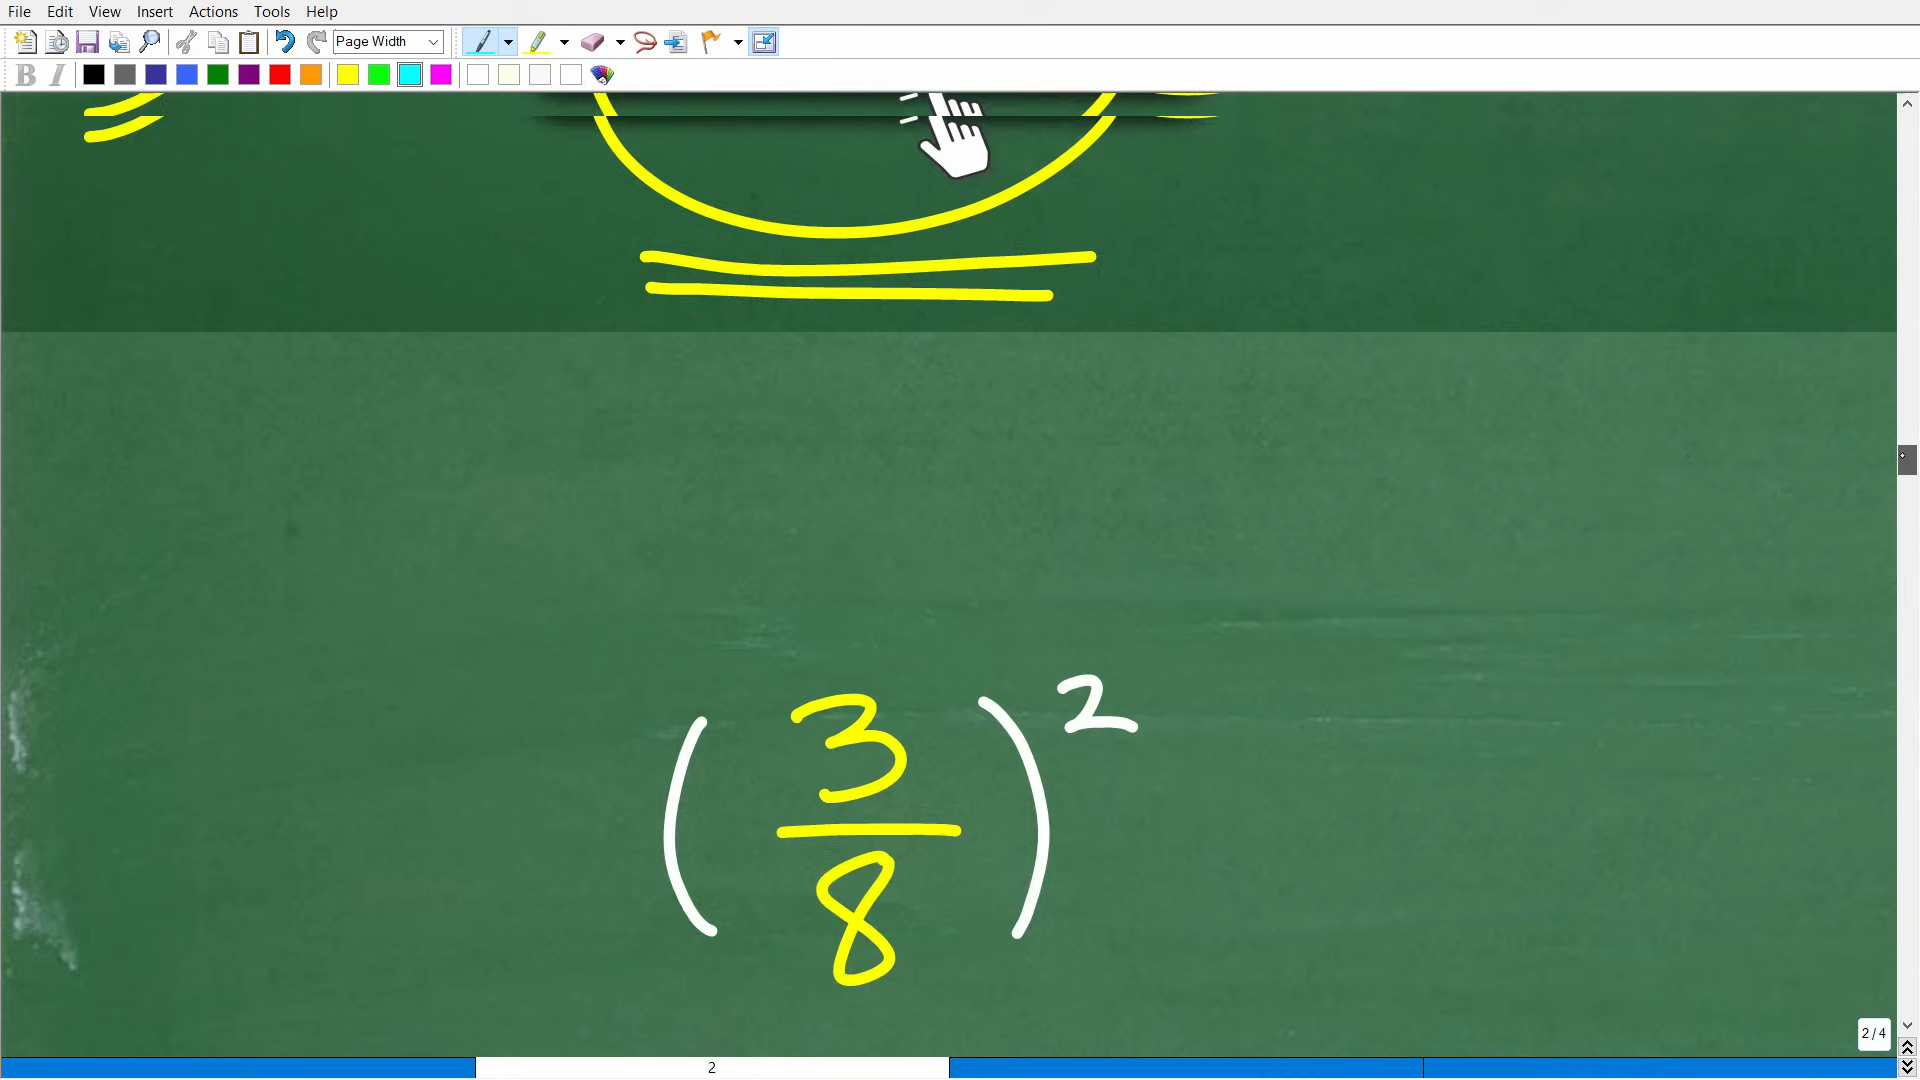 File Edit View Insert Actions Tools Help
Page Width
B I
(3/8)²
2 / 4
2